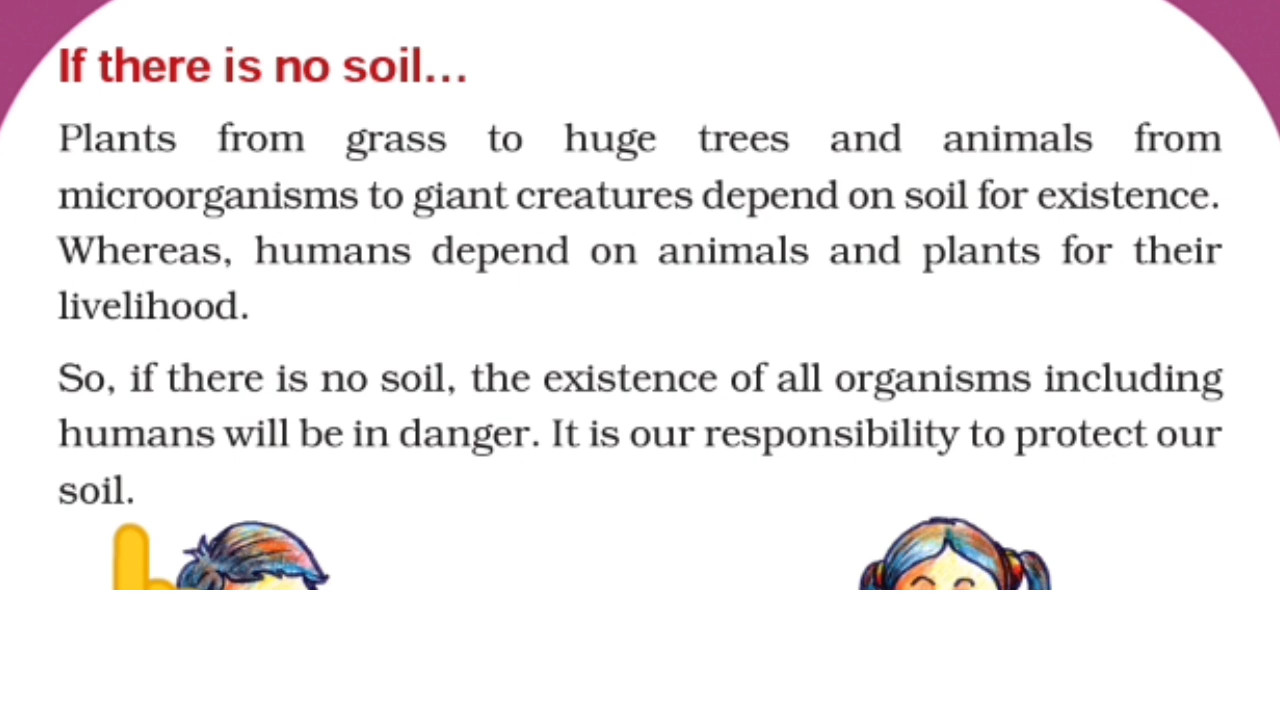 If there is no soil...
Plants from grass to huge trees and animals from
microorganisms to giant creatures depend on soil for existence.
Whereas, humans depend on animals and plants for their
livelihood.
So, if there is no soil, the existence of all organisms including
humans will be in danger. It is our responsibility to protect our
soil.